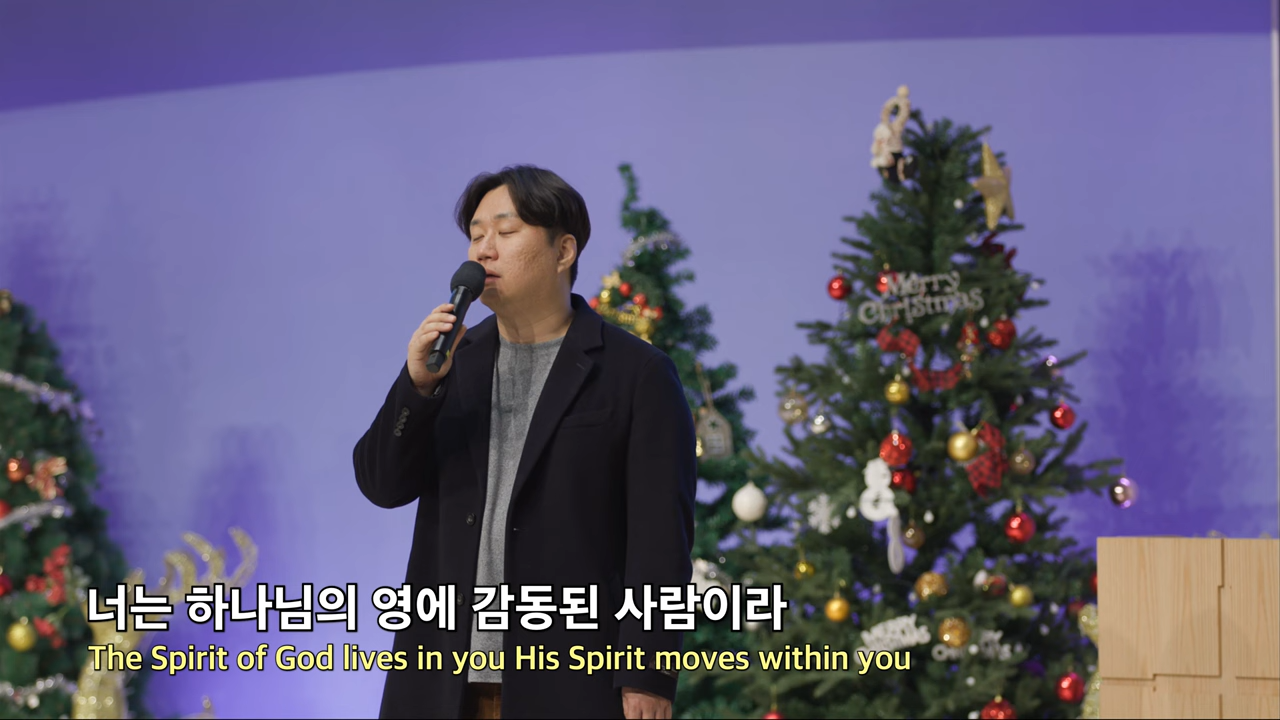 Merry
Christmas
너는 하나님의 영에 감동된 사람이라
The Spirit of God lives in you His Spirit moves within you